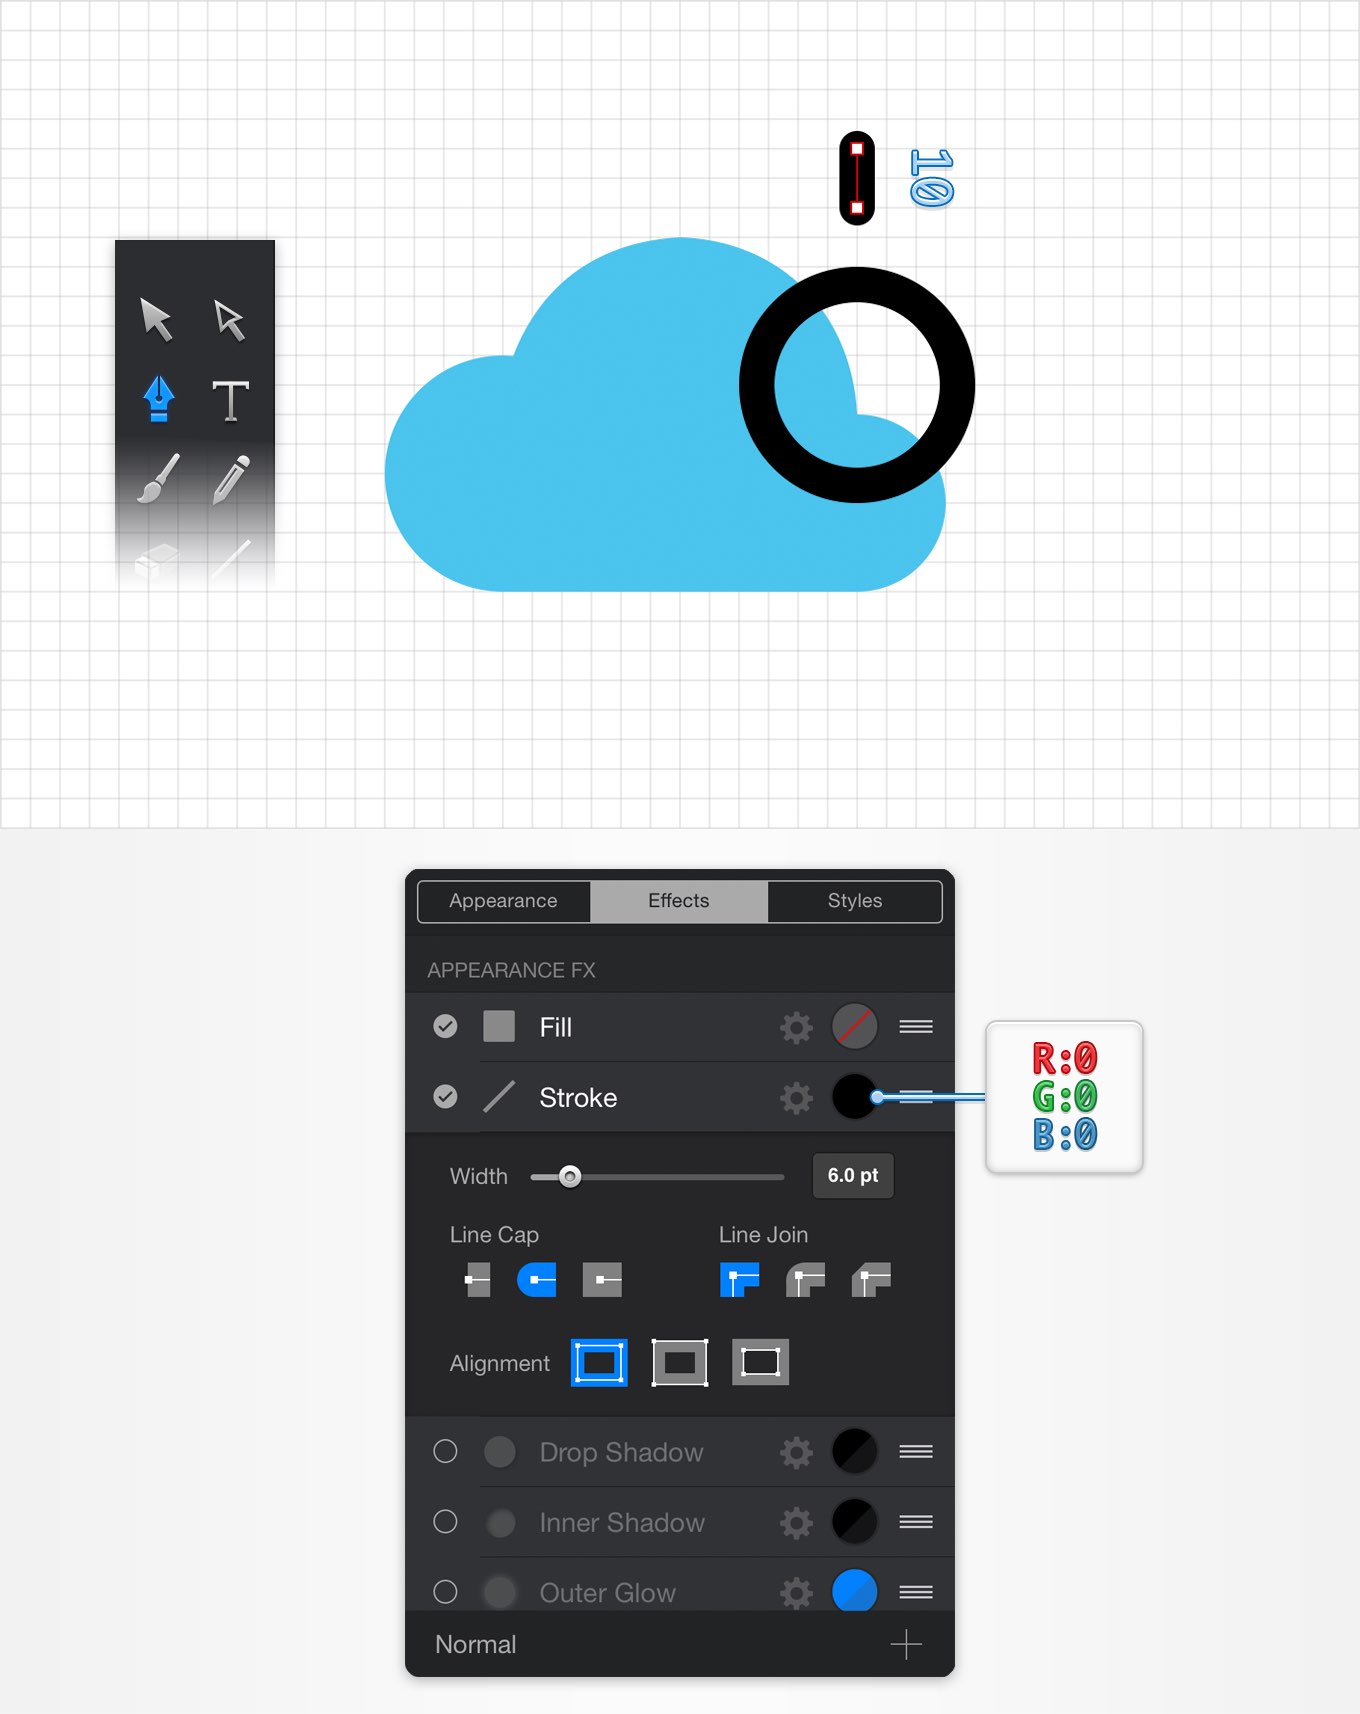 10
Appearance Effects Styles
APPEARANCE FX
Fill
Stroke
R:0
G:0
B:0
Width 6.0 pt
Line Cap Line Join
Alignment
Drop Shadow
Inner Shadow
Outer Glow
Normal